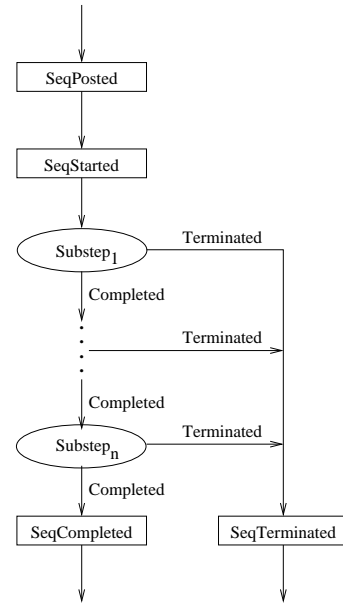 SeqPosted
SeqStarted
Substep1
Terminated
Completed
Terminated
Completed
Substepn
Terminated
Completed
SeqCompleted
SeqTerminated